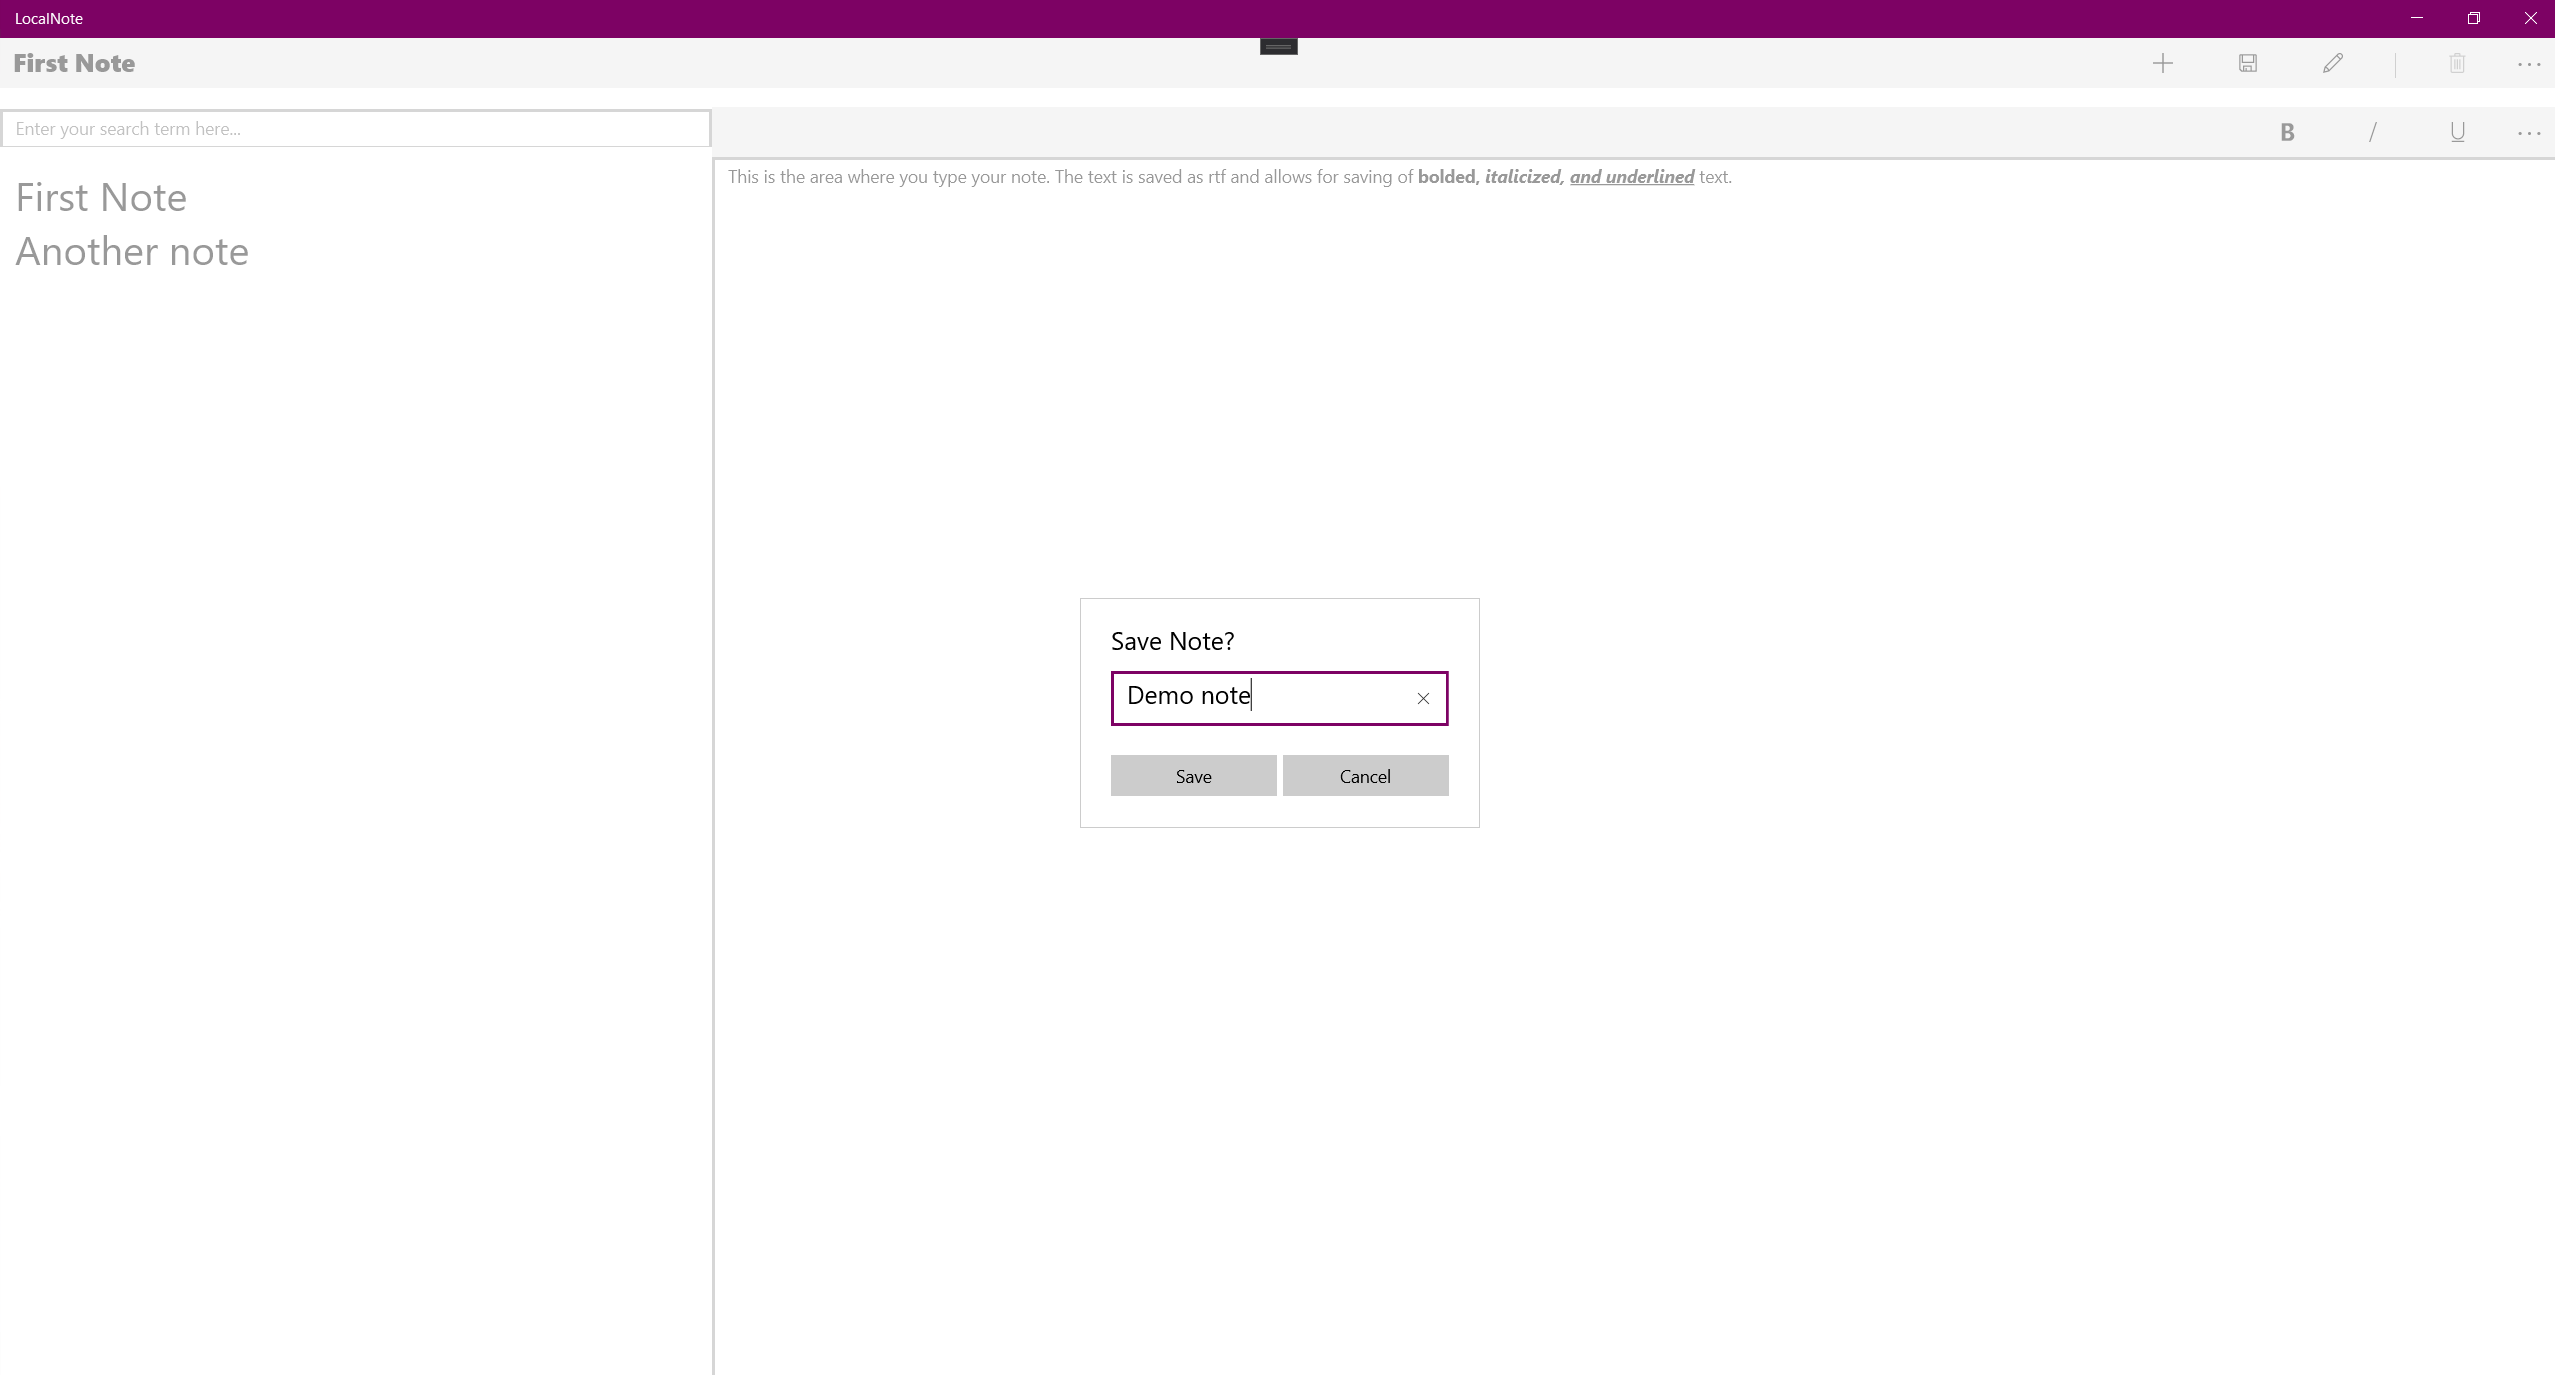 LocalNote
First Note
Enter your search term here...
B / U
This is the area where you type your note. The text is saved as rtf and allows for saving of bolded, italicized, and underlined text.
First Note
Another note
Save Note?
Demo note
Save Cancel